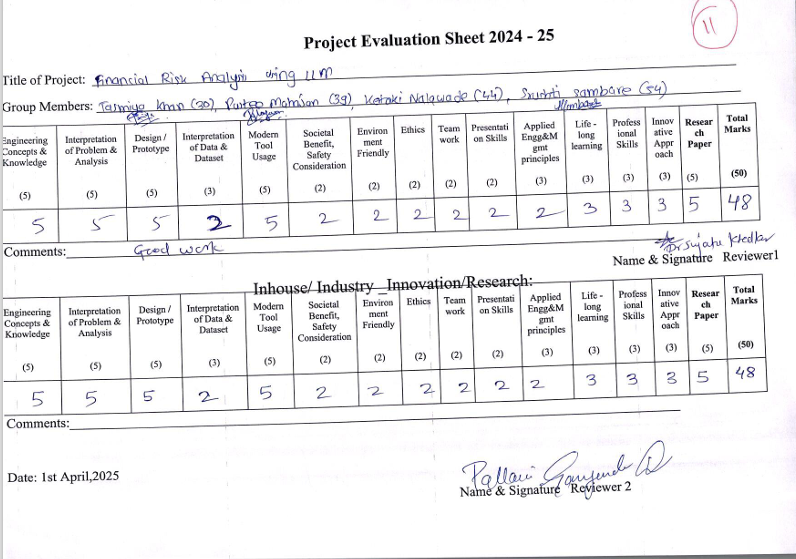 11
Project Evaluation Sheet 2024 - 25
Title of Project: Financial Risk Analysis using LLM
Group Members: Tasmiya Khan (30), Mahajan (39), Ketaki Nalawade (44), Srushti Sambare (54)
Engineering Concepts & Knowledge (5) Interpretation of Problem & Analysis (5) Design / Prototype (5) Interpretation of Data & Dataset (3) Modern Tool Usage (5) Societal Benefit, Safety Consideration (2) Environ ment Friendly (2) Ethics (2) Team work (2) Presentati on Skills (2) Applied Engg&M gmt principles (3) Life - long learning (3) Profess ional Skills (3) Innov ative Appr oach (3) Resear ch Paper (5) Total Marks (50)
5 5 5 2 5 2 2 2 2 2 2 3 3 3 5 48
Comments: Good work
Dr Sujata Khedkar
Name & Signature Reviewer1
Inhouse/ Industry Innovation/Research:
Engineering Concepts & Knowledge (5) Interpretation of Problem & Analysis (5) Design / Prototype (5) Interpretation of Data & Dataset (3) Modern Tool Usage (5) Societal Benefit, Safety Consideration (2) Environ ment Friendly (2) Ethics (2) Team work (2) Presentati on Skills (2) Applied Engg&M gmt principles (3) Life - long learning (3) Profess ional Skills (3) Innov ative Appr oach (3) Resear ch Paper (5) Total Marks (50)
5 5 5 2 5 2 2 2 2 2 2 3 3 3 5 48
Comments:
Date: 1st April,2025
Pallavi
Name & Signature Reviewer 2